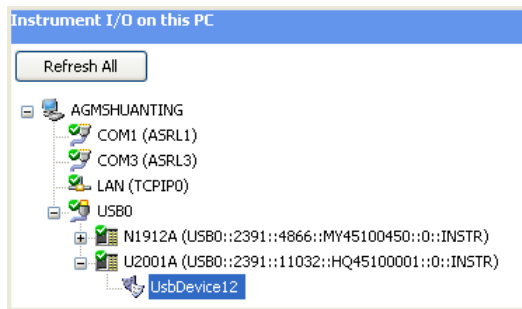 Instrument I/O on this PC
Refresh All
AGMSHUANTING
COM1 (ASRL1)
COM3 (ASRL3)
LAN (TCPIP0)
USB0
N1912A (USB0::2391::4866::MY45100450::0::INSTR)
U2001A (USB0::2391::11032::HQ45100001::0::INSTR)
UsbDevice12